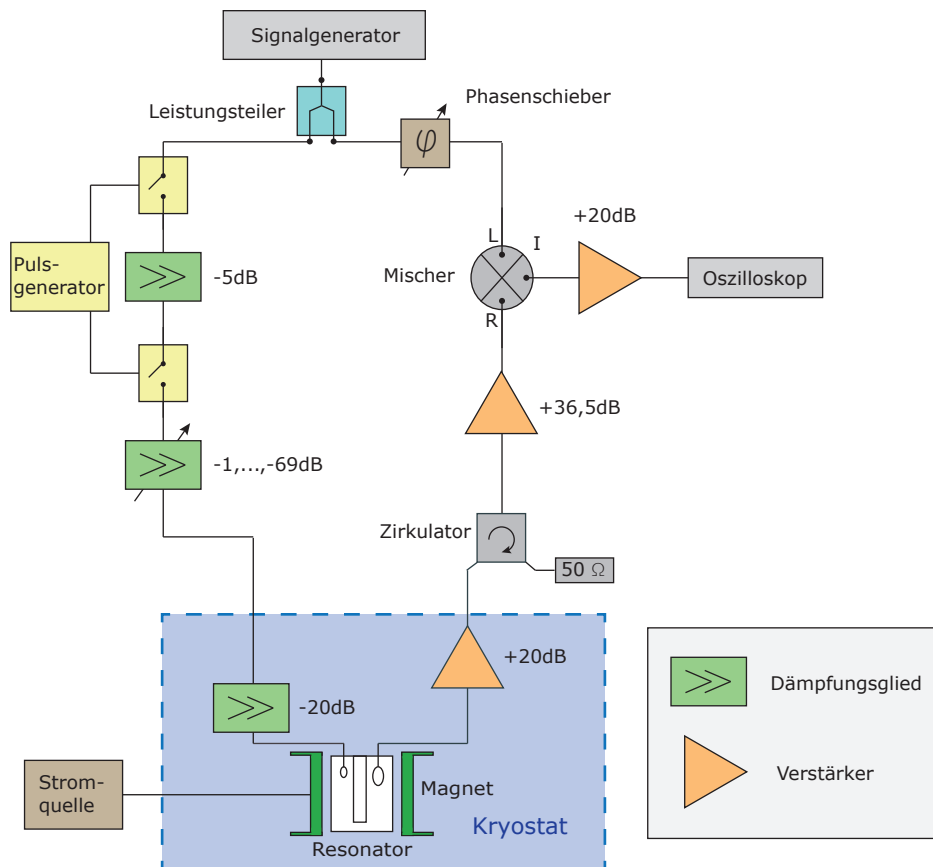 Signalgenerator
Leistungsteiler
Phasenschieber
φ
+20dB
L
I
Mischer
R
Oszilloskop
Puls-
generator
-5dB
+36,5dB
-1,...,-69dB
Zirkulator
50 Ω
+20dB
-20dB
Strom-
quelle
Magnet
Resonator
Kryostat
Dämpfungsglied
Verstärker